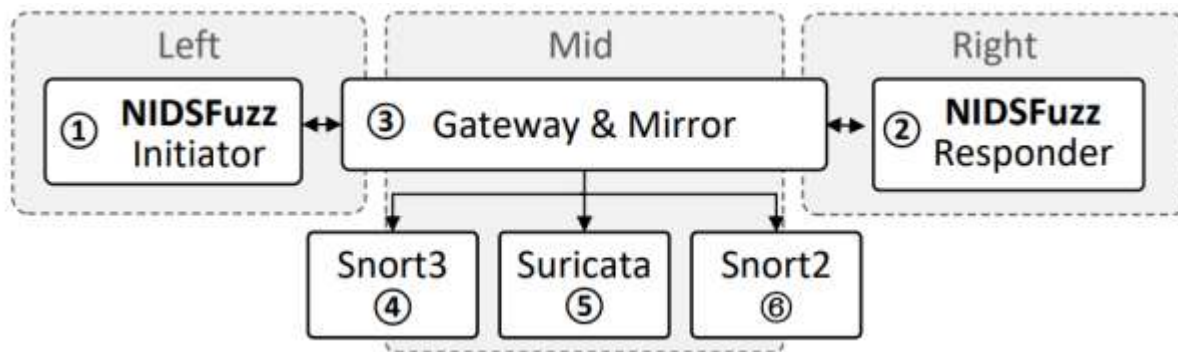 Left
Mid
Right
① NIDSFuzz
Initiator
③ Gateway & Mirror
② NIDSFuzz
Responder
Snort3
④
Suricata
⑤
Snort2
⑥